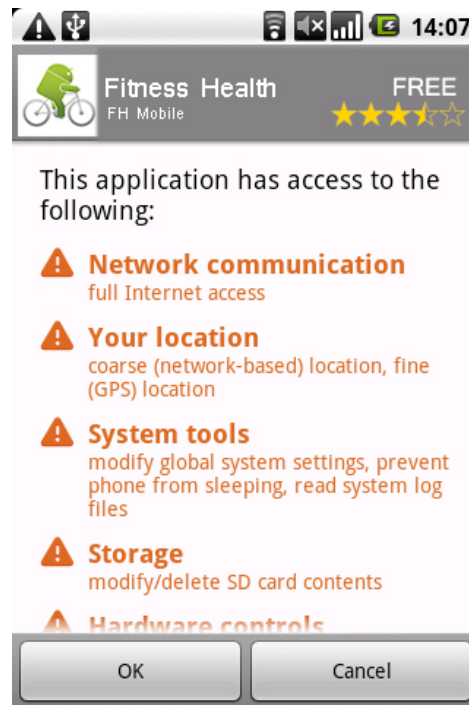 14:07
Fitness Health
FREE
FH Mobile
This application has access to the
following:
Network communication
full Internet access
Your location
coarse (network-based) location, fine
(GPS) location
System tools
modify global system settings, prevent
phone from sleeping, read system log
files
Storage
modify/delete SD card contents
Hardware controls
OK
Cancel